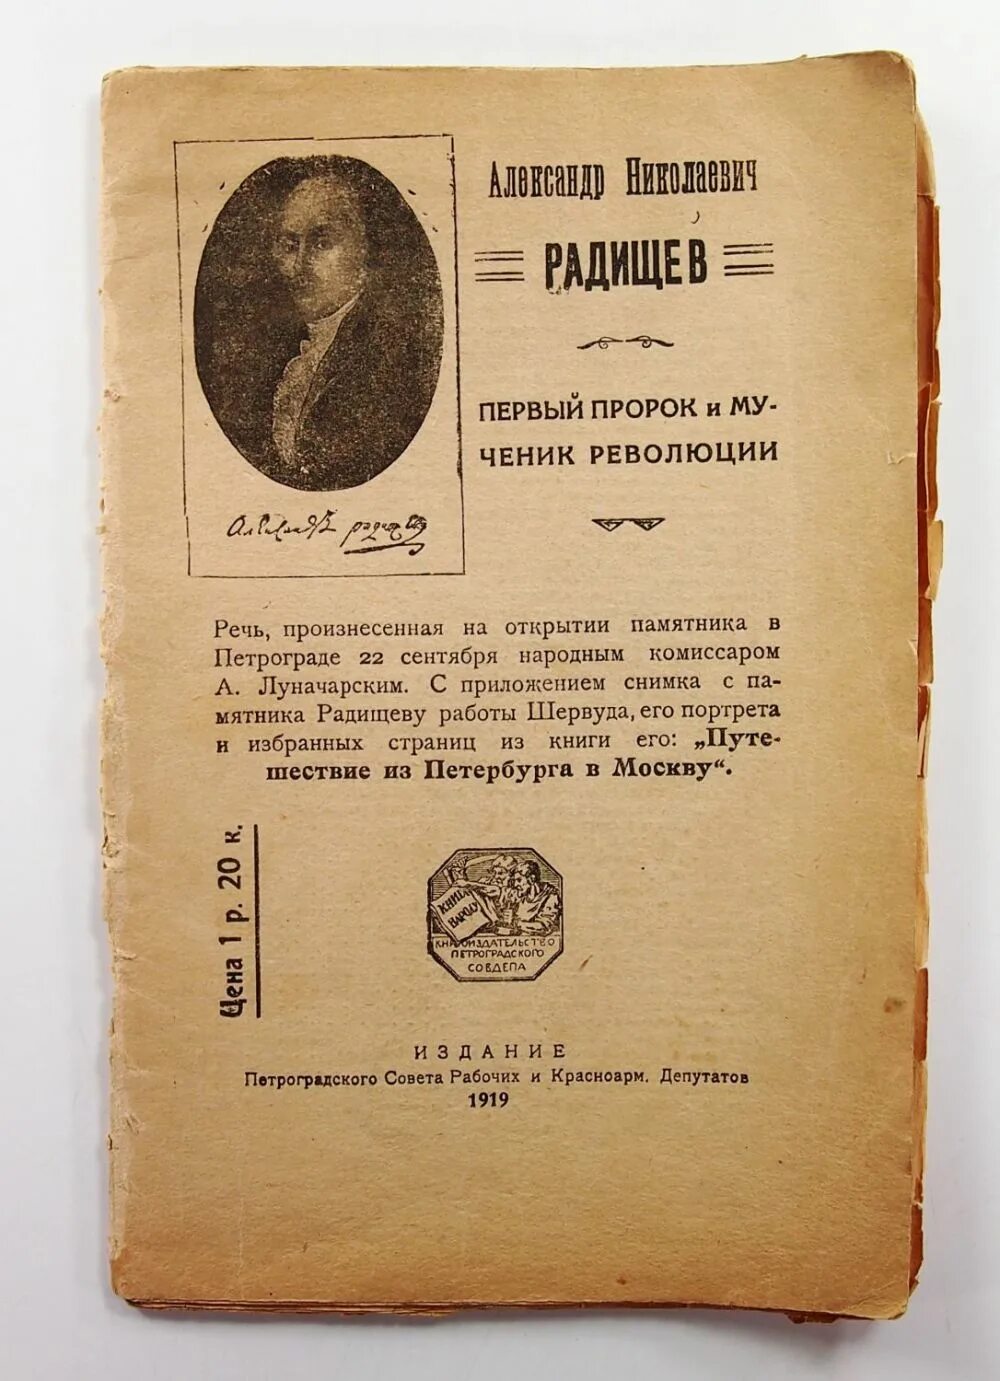 Александр Николаевич
РАДИЩЕВ
ПЕРВЫЙ ПРОРОК и МУ-
ЧЕНИК РЕВОЛЮЦИИ
Речь, произнесенная на открытии памятника в
Петрограде 22 сентября народным комиссаром
А. Луначарским. С приложением снимка с па-
мятника Радищеву работы Шервуда, его портрета
и избранных страниц из книги его: „Путе-
шествие из Петербурга в Москву“.
Цена 1 р. 20 к.
КНИГА
НАРОДУ
КНИГОИЗДАТЕЛЬСТВО
ПЕТРОГРАДСКОГО
СОВДЕПА
ИЗДАНИЕ
Петроградского Совета Рабочих и Красноарм. Депутатов
1919